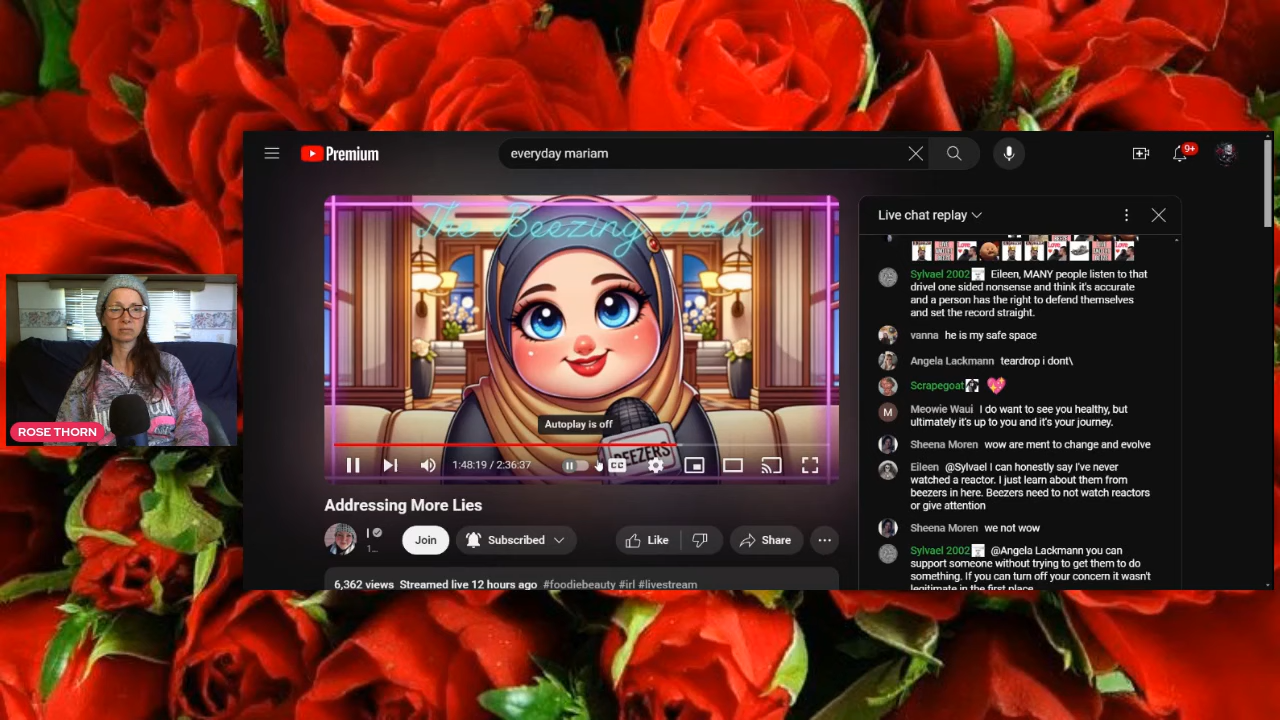 Premium
everyday mariam
9+
The Beezing Hour
BEEZERS
Autoplay is off
1:48:19 / 2:36:37
CC
Addressing More Lies
1...
Join
Subscribed
Like
Share
6,362 views Streamed live 12 hours ago #foodiebeauty #irl #livestream
Live chat replay
Sylvael 2002 Eileen, MANY people listen to that
drivel one sided nonsense and think it's accurate
and a person has the right to defend themselves
and set the record straight.
vanna he is my safe space
Angela Lackmann teardrop i dont\
Scrapegoat
M
Meowie Waui I do want to see you healthy, but
ultimately it's up to you and it's your journey.
Sheena Moren wow are ment to change and evolve
Eileen @Sylvael I can honestly say I've never
watched a reactor. I just learn about them from
beezers in here. Beezers need to not watch reactors
or give attention
Sheena Moren we not wow
Sylvael 2002 @Angela Lackmann you can
support someone without trying to get them to do
something. If you can turn off your concern it wasn't
legitimate in the first place
ROSE THORN